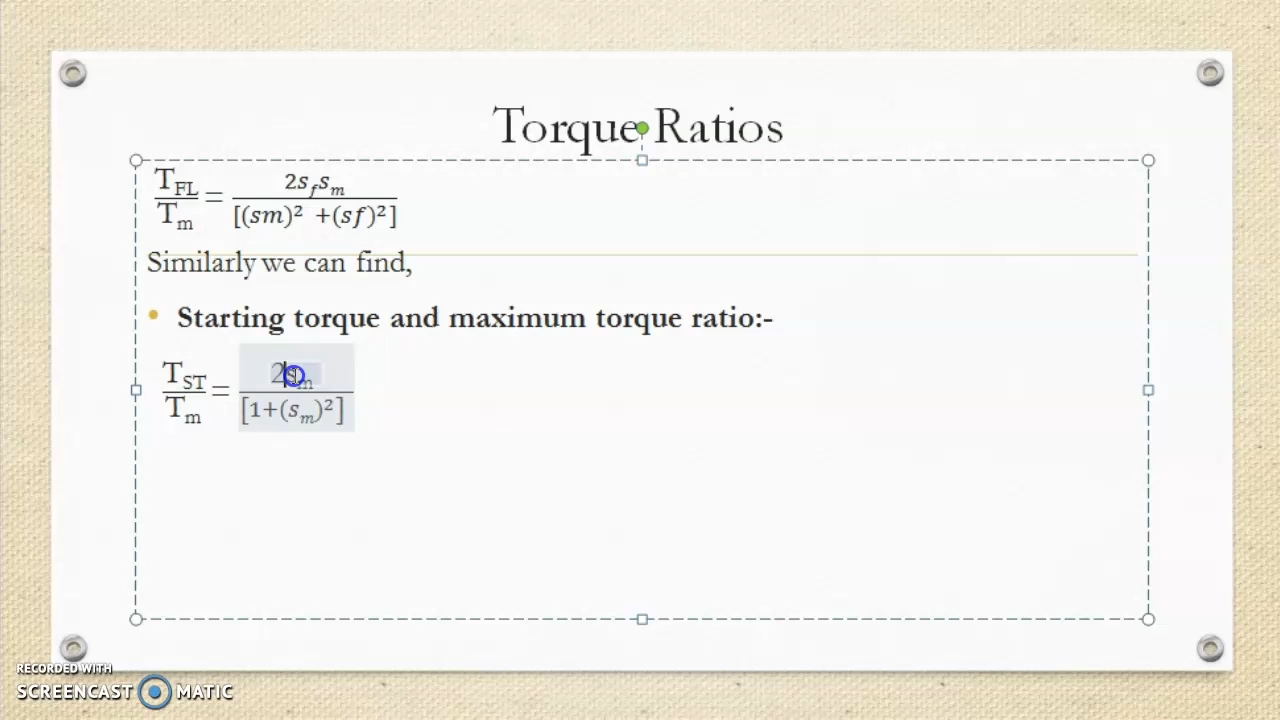 Torque Ratios
T_FL/T_m = 2s_f s_m/[(sm)² +(sf)²]
Similarly we can find,
• Starting torque and maximum torque ratio:-
T_ST/T_m = 2s_m/[1+(s_m)²]
RECORDED WITH
SCREENCAST MATIC